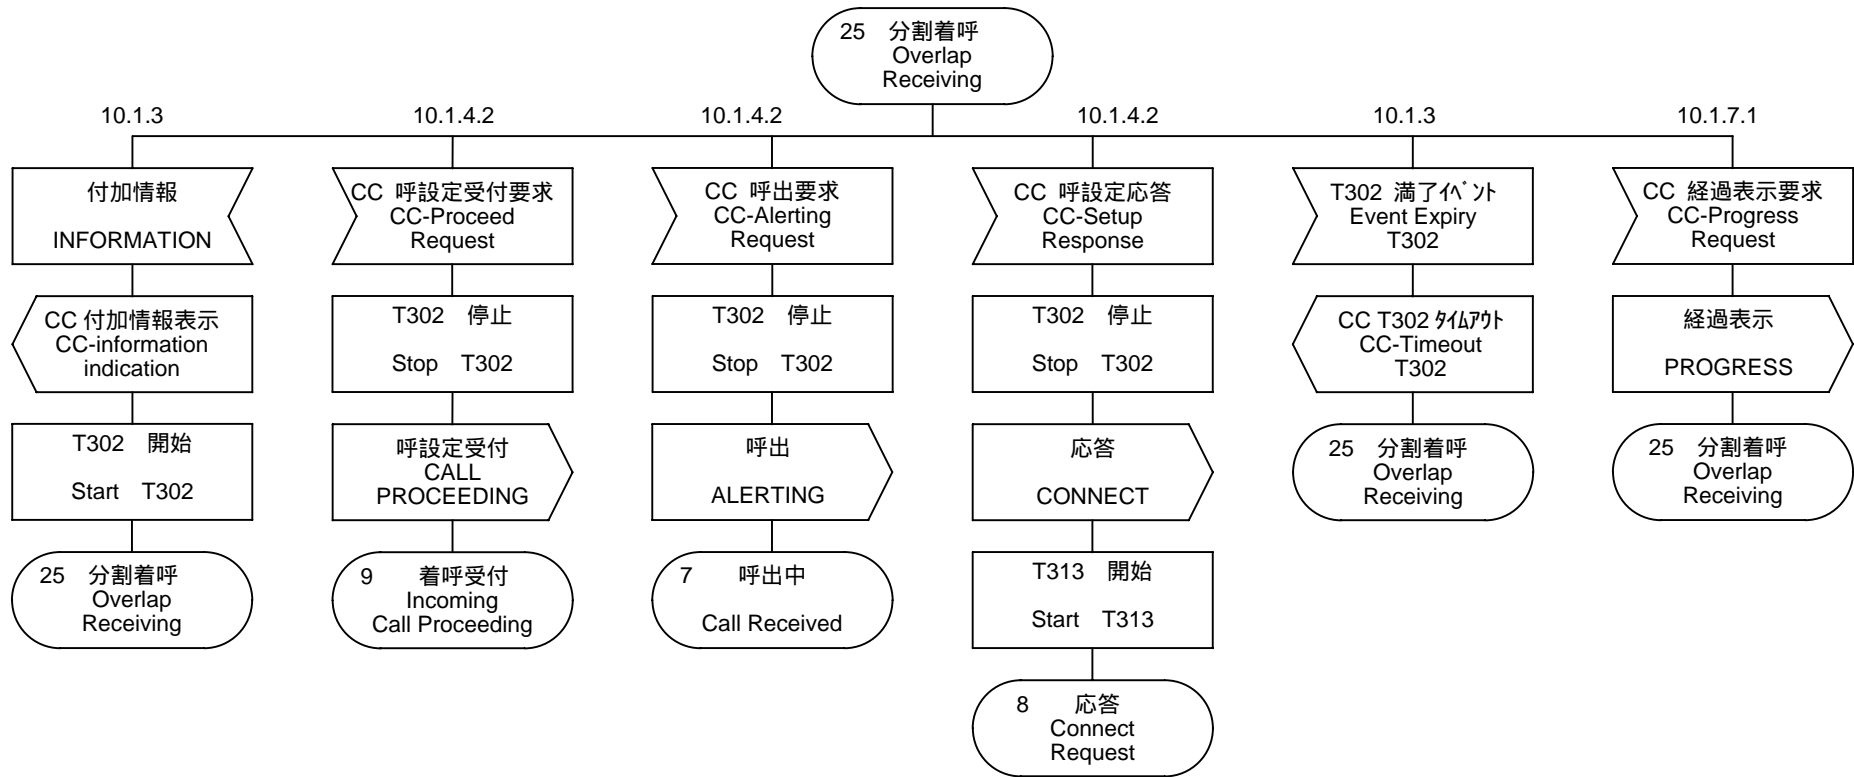 25 分割着呼
Overlap
Receiving
10.1.3
10.1.4.2
10.1.4.2
10.1.4.2
10.1.3
10.1.7.1
付加情報
INFORMATION
CC 呼設定受付要求
CC-Proceed
Request
CC 呼出要求
CC-Alerting
Request
CC 呼設定応答
CC-Setup
Response
T302 満了ｲﾍﾞﾝﾄ
Event Expiry
T302
CC 経過表示要求
CC-Progress
Request
CC 付加情報表示
CC-information
indication
T302 停止
Stop T302
T302 停止
Stop T302
T302 停止
Stop T302
CC T302 ﾀｲﾑｱｳﾄ
CC-Timeout
T302
経過表示
PROGRESS
T302 開始
Start T302
呼設定受付
CALL
PROCEEDING
呼出
ALERTING
応答
CONNECT
25 分割着呼
Overlap
Receiving
25 分割着呼
Overlap
Receiving
25 分割着呼
Overlap
Receiving
9 着呼受付
Incoming
Call Proceeding
7 呼出中
Call Received
T313 開始
Start T313
8 応答
Connect
Request